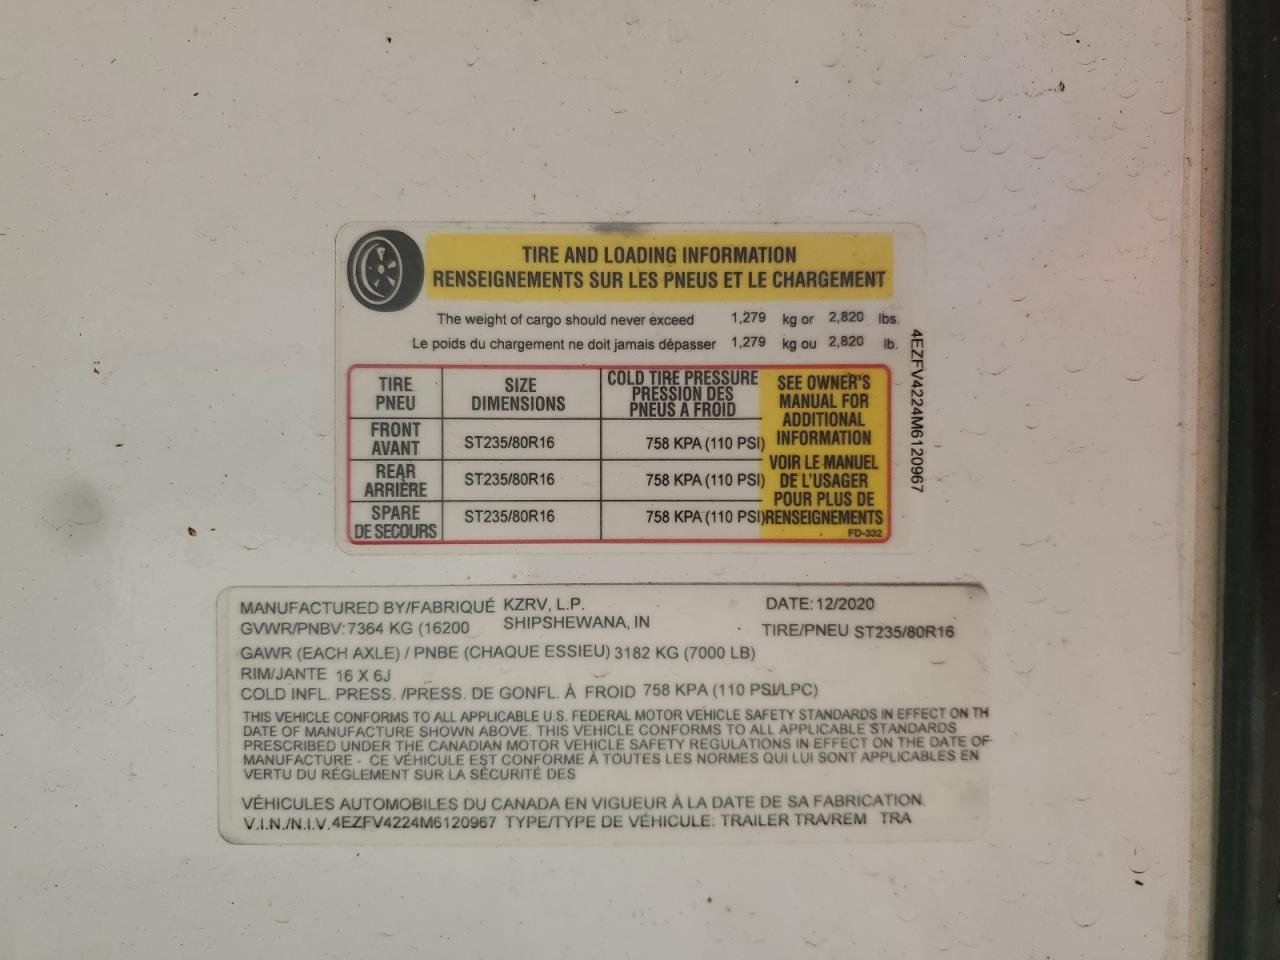 TIRE AND LOADING INFORMATION
RENSEIGNEMENTS SUR LES PNEUS ET LE CHARGEMENT
The weight of cargo should never exceed 1,279 kg or 2,820 lbs.
Le poids du chargement ne doit jamais dépasser 1,279 kg ou 2,820 lb.
TIRE PNEU
SIZE DIMENSIONS
COLD TIRE PRESSURE
PRESSION DES
PNEUS A FROID
FRONT AVANT ST235/80R16 758 KPA (110 PSI)
REAR ARRIÈRE ST235/80R16 758 KPA (110 PSI)
SPARE DE SECOURS ST235/80R16 758 KPA (110 PSI)
SEE OWNER'S
MANUAL FOR
ADDITIONAL
INFORMATION
VOIR LE MANUEL
DE L'USAGER
POUR PLUS DE
RENSEIGNEMENTS
FD-332
4EZFV4224M6120967
MANUFACTURED BY/FABRIQUÉ KZRV, L.P. DATE: 12/2020
GVWR/PNBV: 7364 KG (16200 SHIPSHEWANA, IN TIRE/PNEU ST235/80R16
GAWR (EACH AXLE) / PNBE (CHAQUE ESSIEU) 3182 KG (7000 LB)
RIM/JANTE 16 X 6J
COLD INFL. PRESS. /PRESS. DE GONFL. À FROID 758 KPA (110 PSI/LPC)
THIS VEHICLE CONFORMS TO ALL APPLICABLE U.S. FEDERAL MOTOR VEHICLE SAFETY STANDARDS IN EFFECT ON TH
DATE OF MANUFACTURE SHOWN ABOVE. THIS VEHICLE CONFORMS TO ALL APPLICABLE STANDARDS
PRESCRIBED UNDER THE CANADIAN MOTOR VEHICLE SAFETY REGULATIONS IN EFFECT ON THE DATE OF
MANUFACTURE - CE VÉHICULE EST CONFORME À TOUTES LES NORMES QUI LUI SONT APPLICABLES EN
VERTU DU RÉGLEMENT SUR LA SÉCURITÉ DES
VÉHICULES AUTOMOBILES DU CANADA EN VIGUEUR À LA DATE DE SA FABRICATION.
V.I.N./N.I.V. 4EZFV4224M6120967 TYPE/TYPE DE VÉHICULE: TRAILER TRA/REM TRA